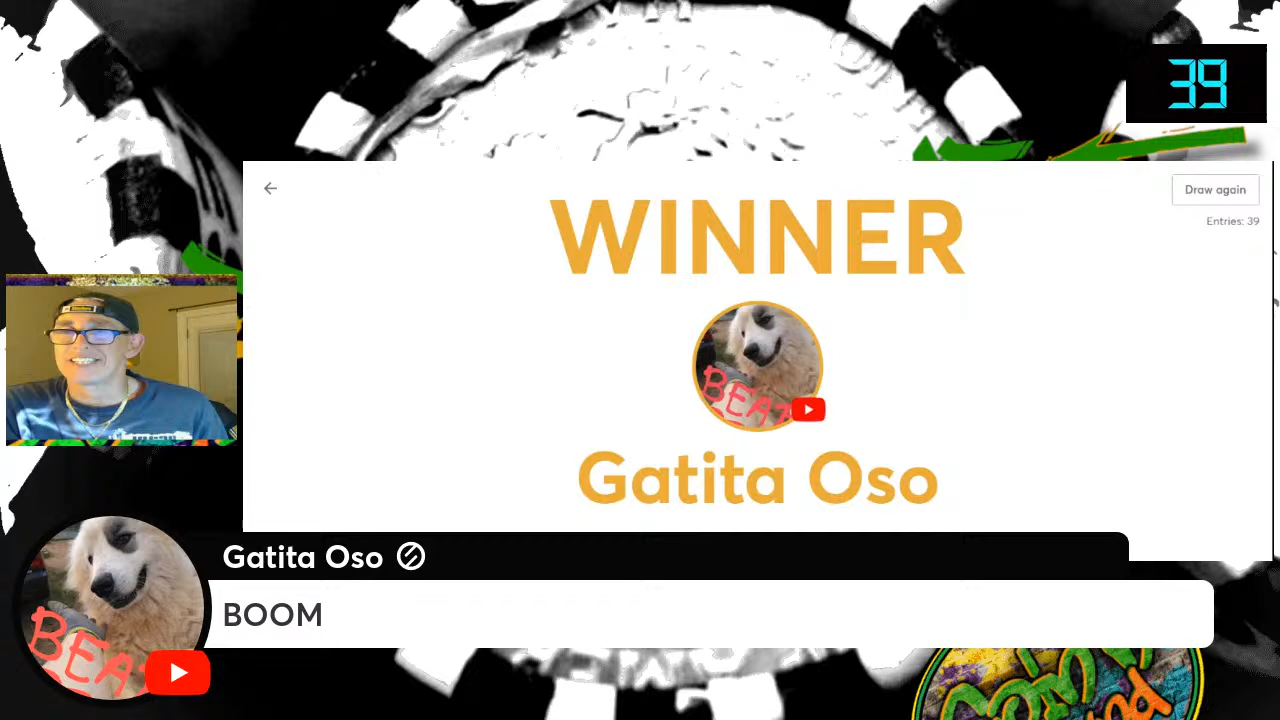 39
Draw again
Entries: 39
WINNER
BEA
Gatita Oso
Gatita Oso
BOOM
BEA